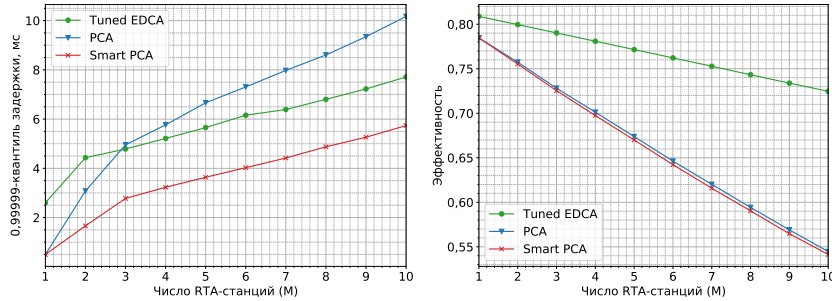 Tuned EDCA
PCA
Smart PCA
0,99999-квантиль задержки, мс
10
8
6
4
2
1 2 3 4 5 6 7 8 9 10
Число RTA-станций (M)
Эффективность
0,80
0,75
0,70
0,65
0,60
0,55
Tuned EDCA
PCA
Smart PCA
1 2 3 4 5 6 7 8 9 10
Число RTA-станций (M)